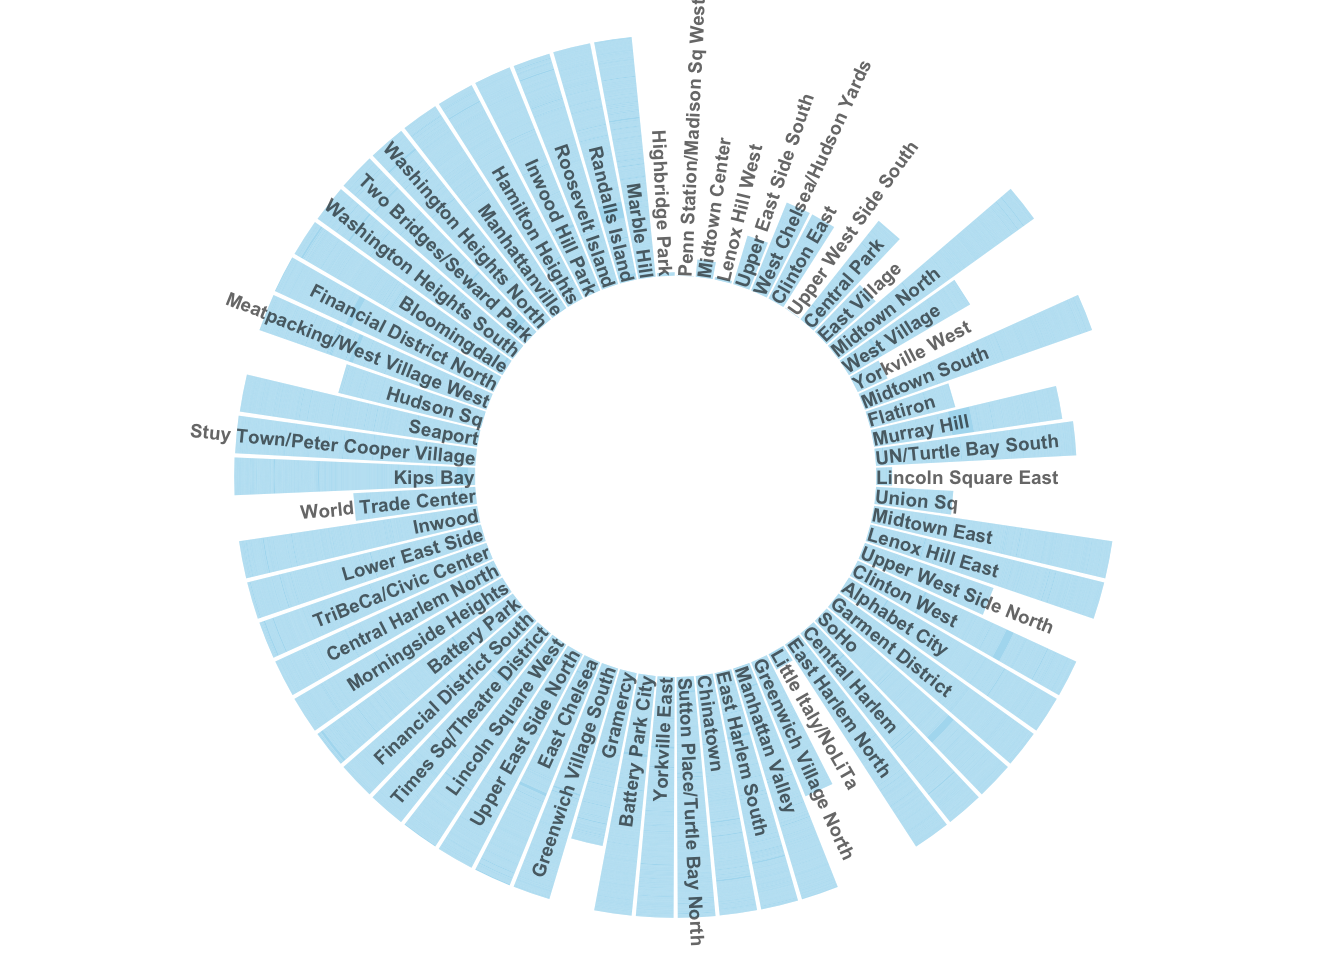 Highbridge Park
Penn Station/Madison Sq West
Midtown Center
Lenox Hill West
Upper East Side South
West Chelsea/Hudson Yards
Clinton East
Upper West Side South
Central Park
East Village
Midtown North
West Village
Yorkville West
Midtown South
Flatiron
Murray Hill
UN/Turtle Bay South
Lincoln Square East
Union Sq
Midtown East
Lenox Hill East
Upper West Side North
Clinton West
Alphabet City
Garment District
SoHo
Central Harlem
East Harlem North
Little Italy/NoLiTa
Greenwich Village North
Manhattan Valley
East Harlem South
Chinatown
Sutton Place/Turtle Bay North
Yorkville East
Battery Park City
Gramercy
Greenwich Village South
East Chelsea
Upper East Side North
Lincoln Square West
Times Sq/Theatre District
Financial District South
Battery Park
Morningside Heights
Central Harlem North
TriBeCa/Civic Center
Lower East Side
Inwood
World Trade Center
Kips Bay
Stuy Town/Peter Cooper Village
Seaport
Hudson Sq
Meatpacking/West Village West
Financial District North
Bloomingdale
Washington Heights South
Two Bridges/Seward Park
Washington Heights North
Manhattanville
Hamilton Heights
Inwood Hill Park
Roosevelt Island
Randalls Island
Marble Hill